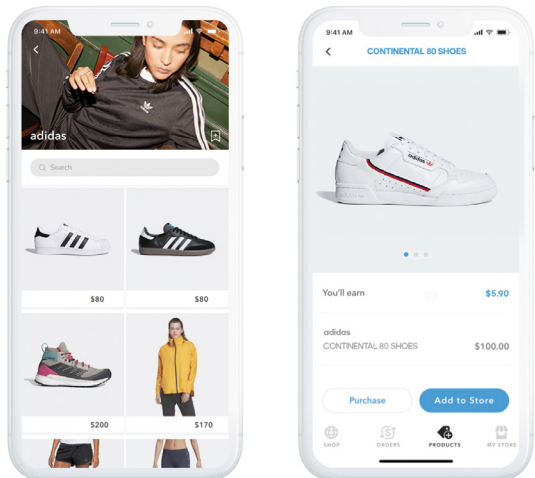 9:41 AM
adidas
Search
$80
$80
$200
$170
9:41 AM
CONTINENTAL 80 SHOES
adidas
You'll earn
$5.90
adidas
CONTINENTAL 80 SHOES
$100.00
Purchase
Add to Store
SHOP
ORDERS
PRODUCTS
MY STORE